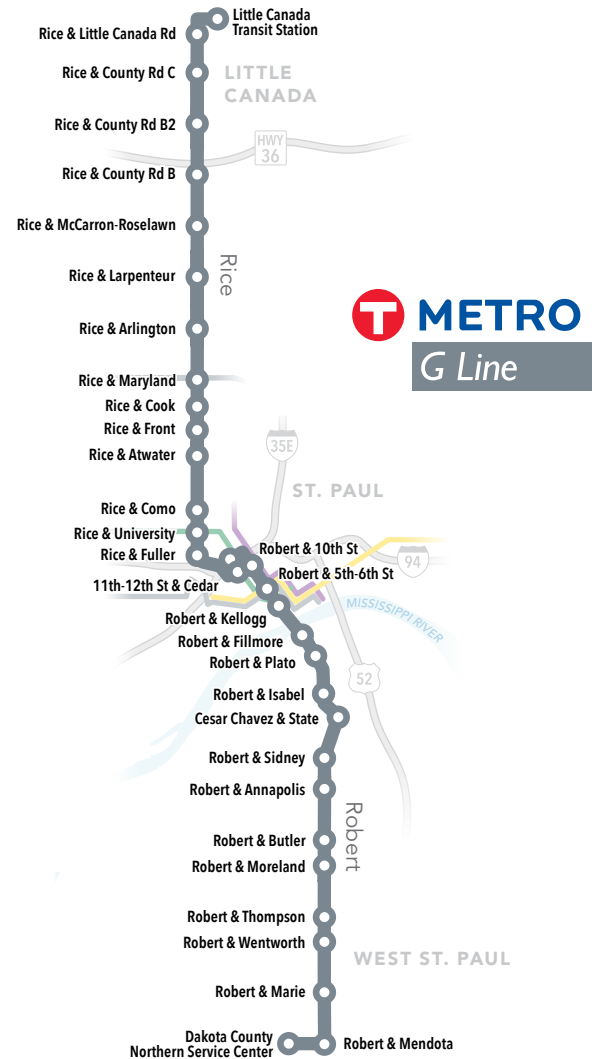 Little Canada
Transit Station
Rice & Little Canada Rd
Rice & County Rd C
LITTLE
CANADA
Rice & County Rd B2
HWY
36
Rice & County Rd B
Rice & McCarron-Roselawn
Rice
Rice & Larpenteur
T METRO
G Line
Rice & Arlington
Rice & Maryland
Rice & Cook
Rice & Front
35E
Rice & Atwater
ST. PAUL
Rice & Como
Rice & University
Rice & Fuller
Robert & 10th St
94
Robert & 5th-6th St
11th-12th St & Cedar
MISSISSIPPI RIVER
Robert & Kellogg
Robert & Fillmore
Robert & Plato
52
Robert & Isabel
Cesar Chavez & State
Robert & Sidney
Robert & Annapolis
Robert
Robert & Butler
Robert & Moreland
Robert & Thompson
Robert & Wentworth
WEST ST. PAUL
Robert & Marie
Dakota County
Northern Service Center
Robert & Mendota